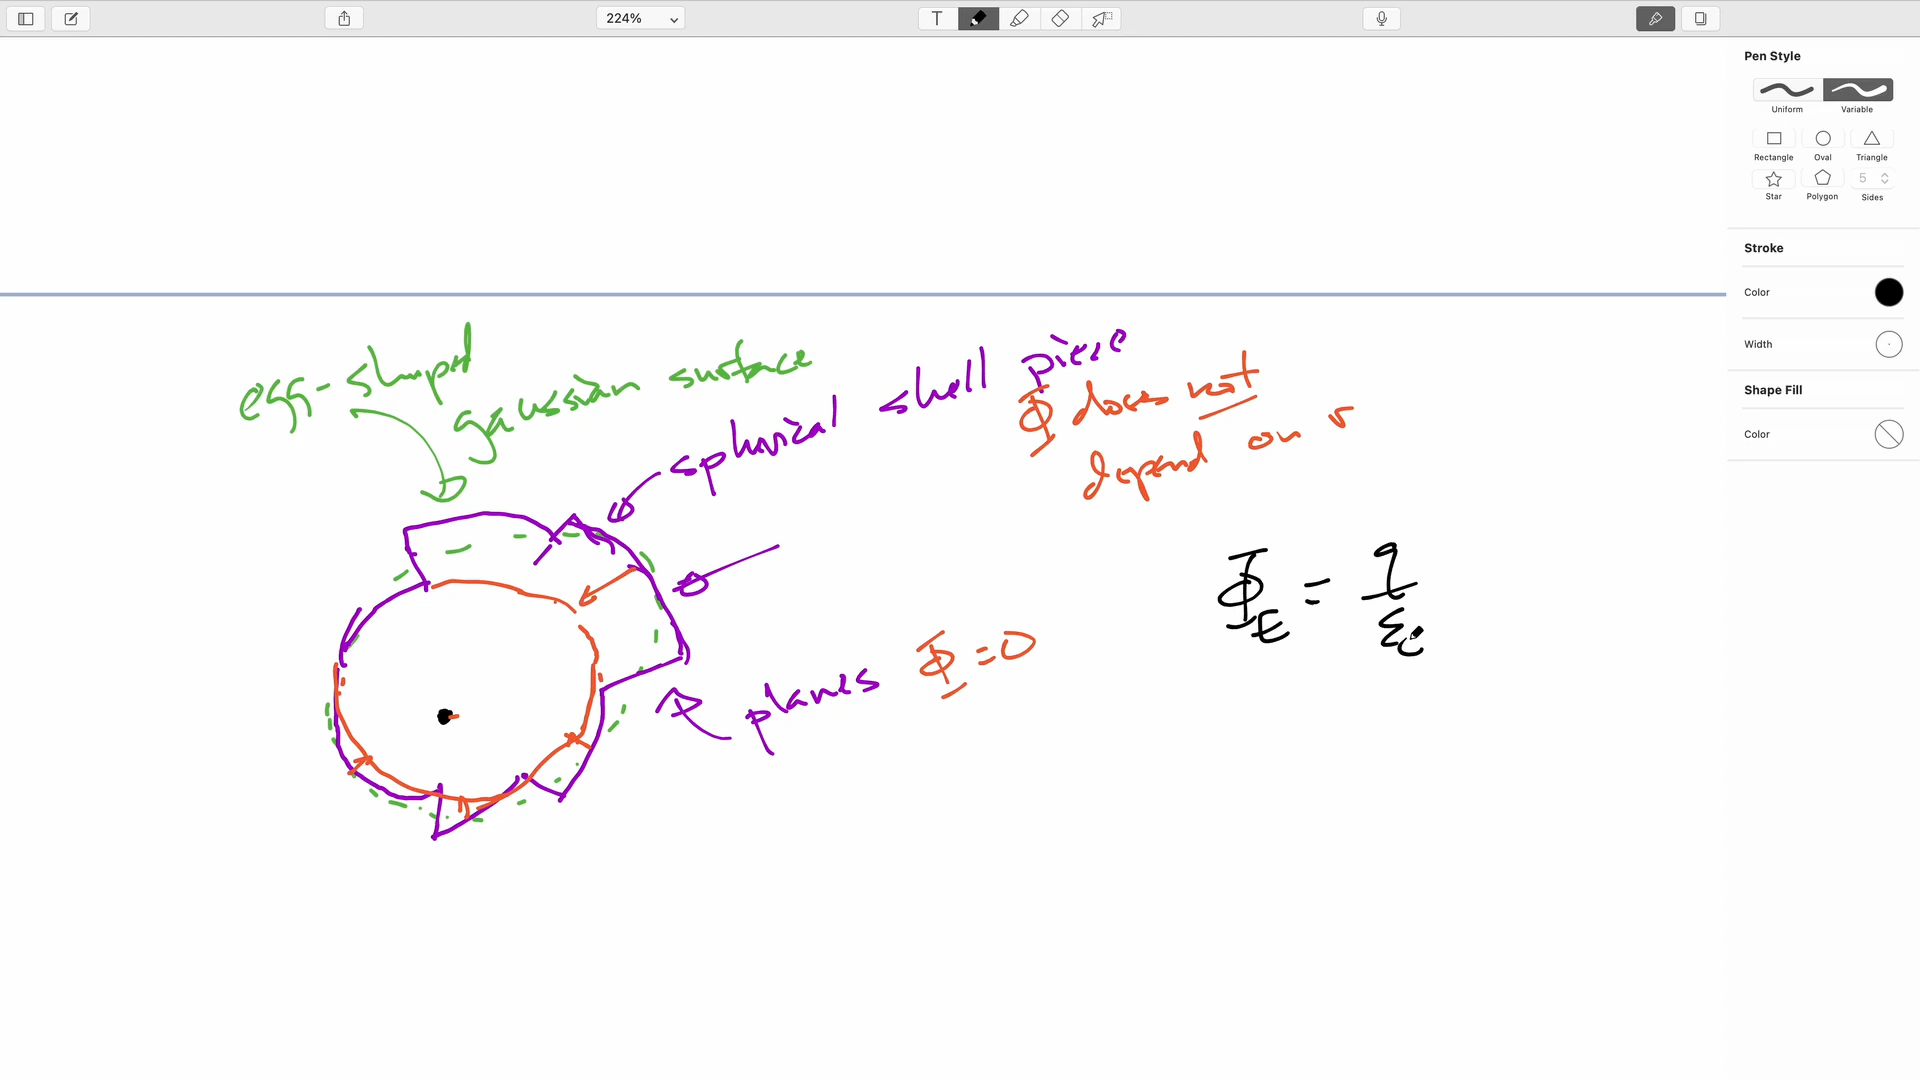 224%
T
Pen Style
Uniform
Variable
Rectangle
Oval
Triangle
5
Star
Polygon
Sides
Stroke
Color
Width
Shape Fill
Color
egg-shaped
gaussian surface
spherical shell piece
Φ does not
depend on r
Φ_E = q/ε₀
planes Φ=0